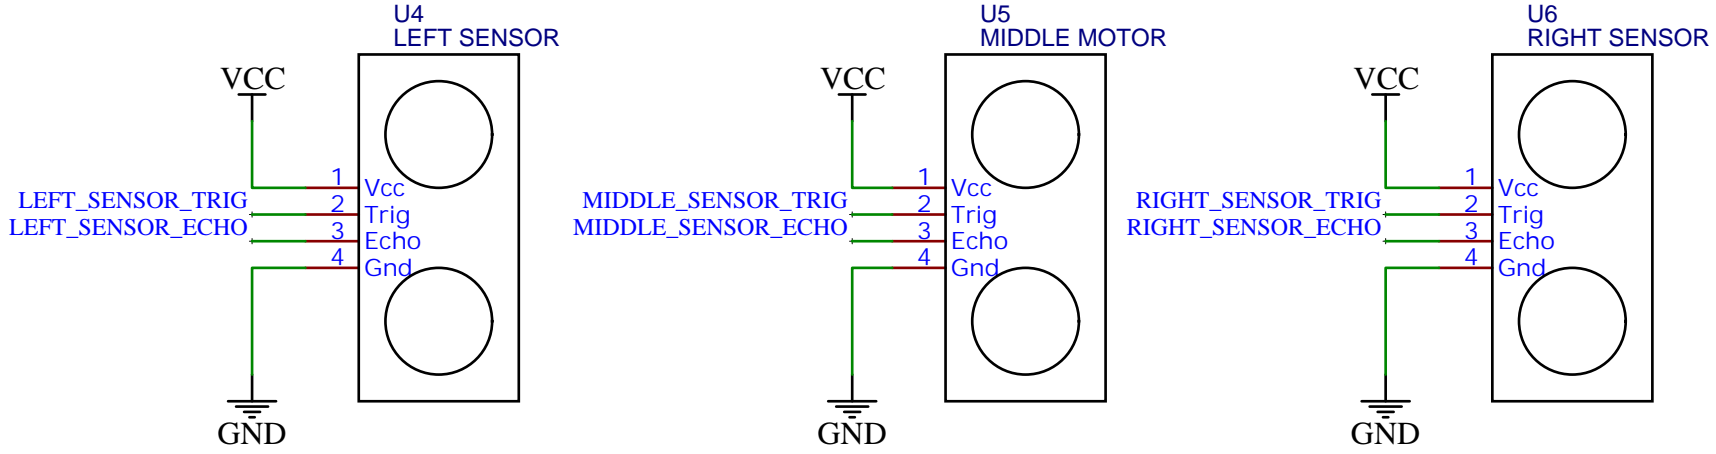 U4
LEFT SENSOR
VCC
1
Vcc
LEFT_SENSOR_TRIG
2
Trig
LEFT_SENSOR_ECHO
3
Echo
4
Gnd
GND
U5
MIDDLE MOTOR
VCC
1
Vcc
MIDDLE_SENSOR_TRIG
2
Trig
MIDDLE_SENSOR_ECHO
3
Echo
4
Gnd
GND
U6
RIGHT SENSOR
VCC
1
Vcc
RIGHT_SENSOR_TRIG
2
Trig
RIGHT_SENSOR_ECHO
3
Echo
4
Gnd
GND